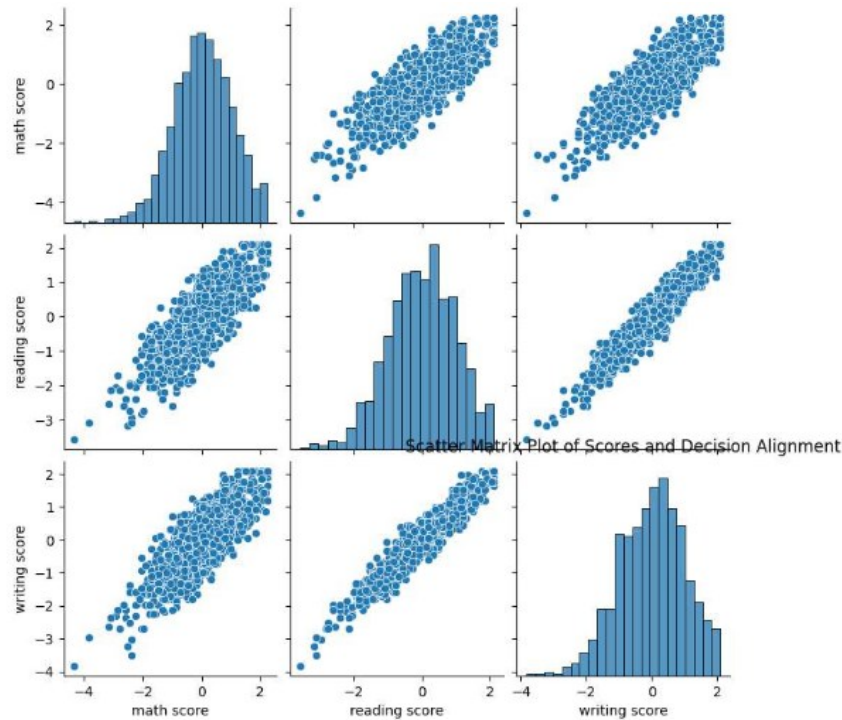 2
0
−2
−4
math score
2
1
0
−1
−2
−3
reading score
Scatter Matrix Plot of Scores and Decision Alignment
2
1
0
−1
−2
−3
−4
writing score
−4 −2 0 2
math score
−2 0 2
reading score
−4 −2 0 2
writing score